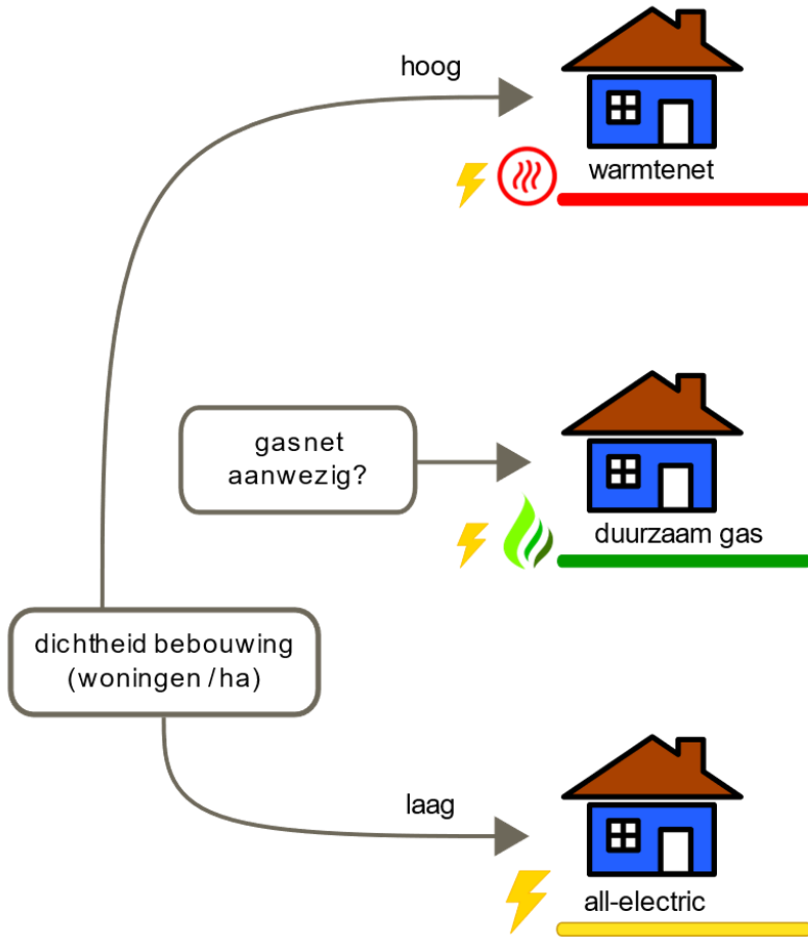 hoog
warmtenet
gasnet
aanwezig?
duurzaam gas
dichtheid bebouwing
(woningen /ha)
laag
all-electric